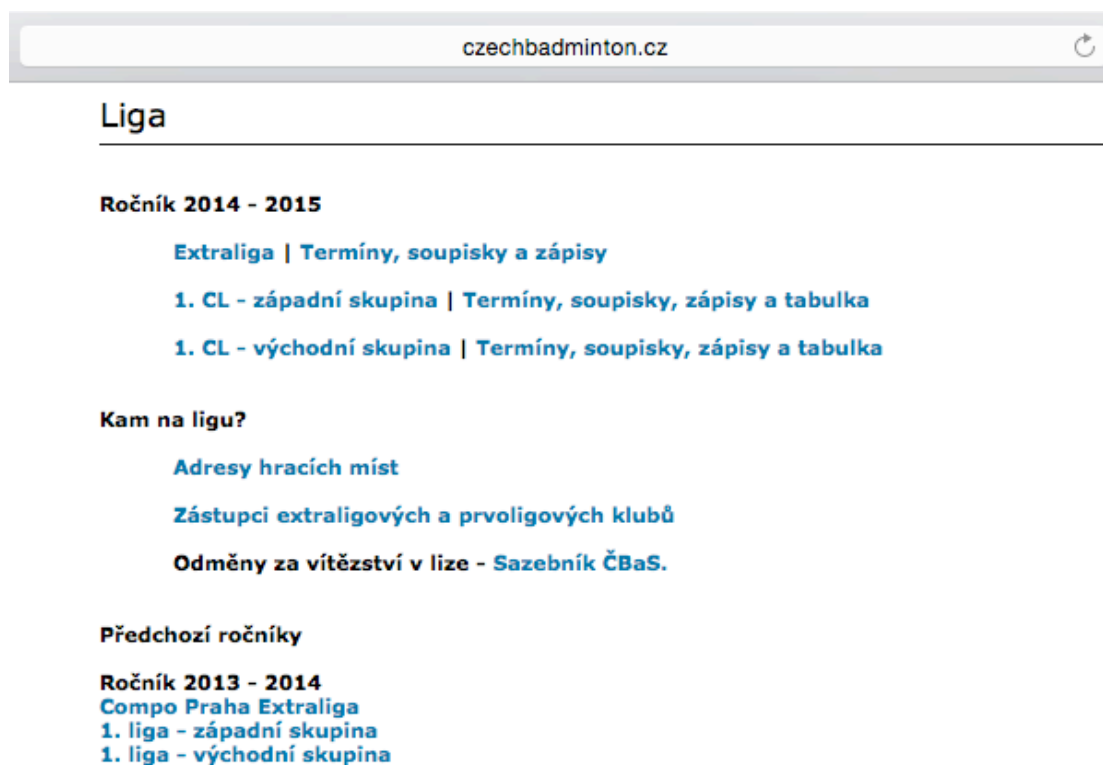 czechbadminton.cz
Liga
Ročník 2014 - 2015
Extraliga | Termíny, soupisky a zápisy
1. CL - západní skupina | Termíny, soupisky, zápisy a tabulka
1. CL - východní skupina | Termíny, soupisky, zápisy a tabulka
Kam na ligu?
Adresy hracích míst
Zástupci extraligových a prvoligových klubů
Odměny za vítězství v lize - Sazebník ČBaS.
Předchozí ročníky
Ročník 2013 - 2014
Compo Praha Extraliga
1. liga - západní skupina
1. liga - východní skupina